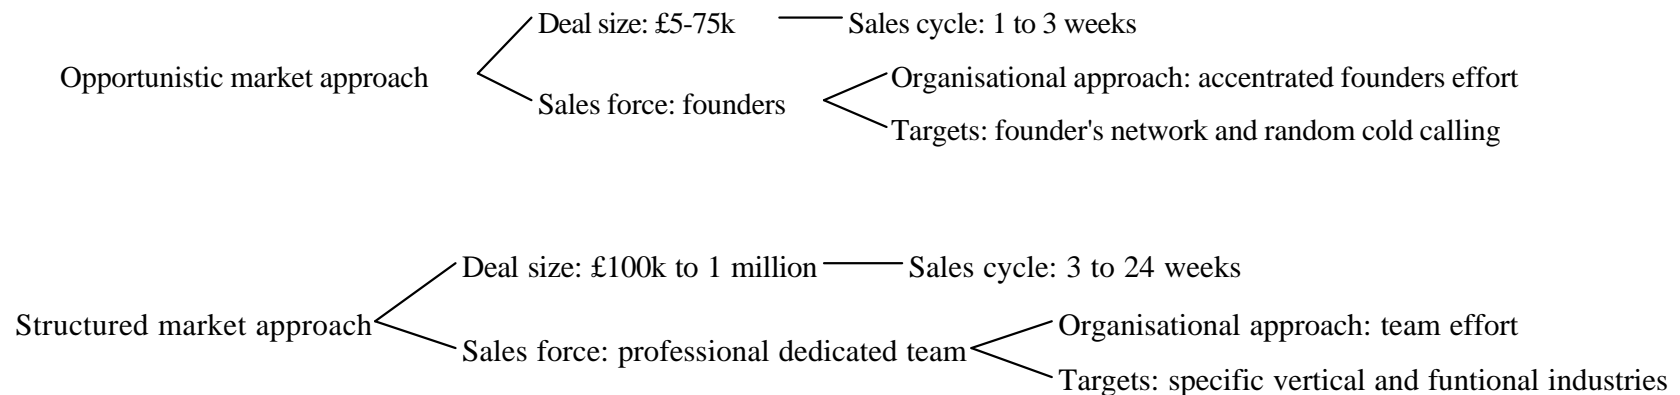 Deal size: £5-75k
Sales cycle: 1 to 3 weeks
Opportunistic market approach
Organisational approach: accentrated founders effort
Sales force: founders
Targets: founder's network and random cold calling
Deal size: £100k to 1 million
Sales cycle: 3 to 24 weeks
Structured market approach
Organisational approach: team effort
Sales force: professional dedicated team
Targets: specific vertical and funtional industries